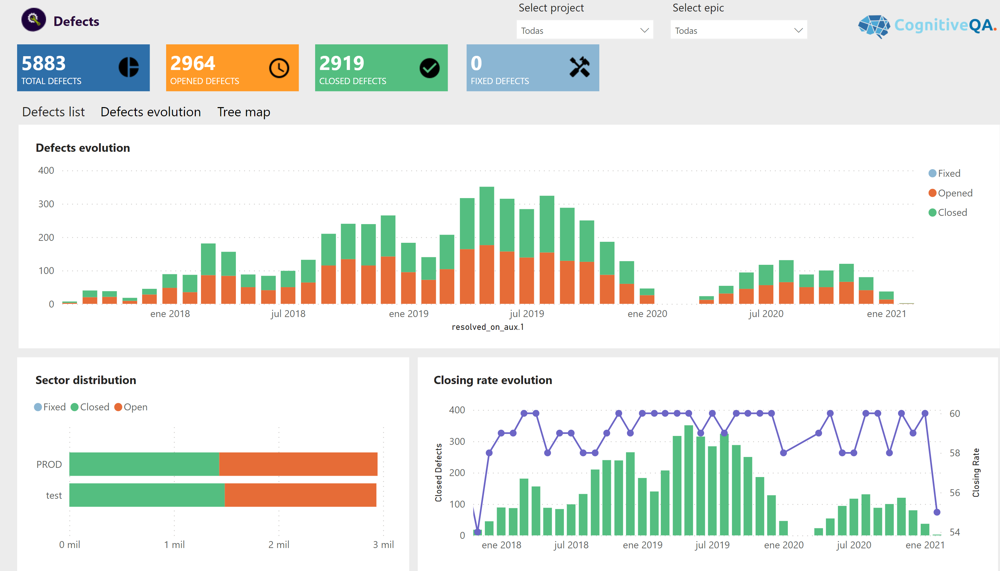 Defects
Select project
Select epic
Todas
Todas
CognitiveQA.
5883
TOTAL DEFECTS
2964
OPENED DEFECTS
2919
CLOSED DEFECTS
0
FIXED DEFECTS
Defects list
Defects evolution
Tree map
Defects evolution
400
300
200
100
0
ene 2018
jul 2018
ene 2019
jul 2019
ene 2020
jul 2020
ene 2021
resolved_on_aux.1
Fixed
Opened
Closed
Sector distribution
Fixed
Closed
Open
PROD
test
0 mil
1 mil
2 mil
3 mil
Closing rate evolution
Closed Defects
400
300
200
100
0
ene 2018
jul 2018
ene 2019
jul 2019
ene 2020
jul 2020
ene 2021
60
58
56
54
Closing Rate